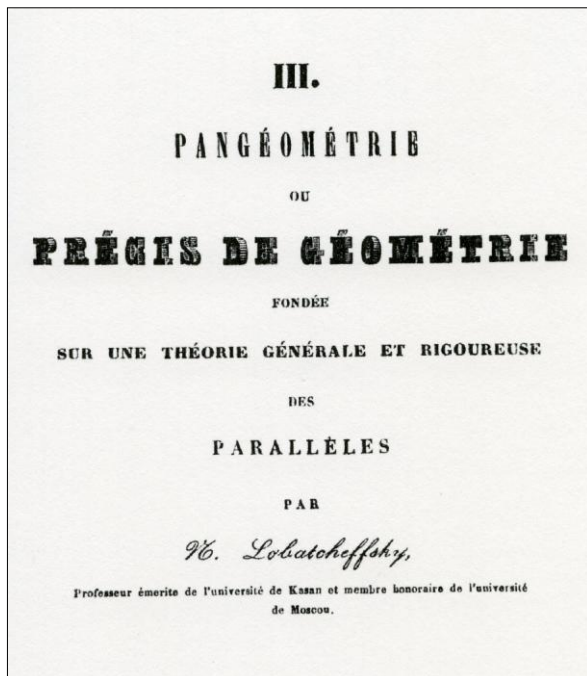 III.
PANGÉOMÉTRIE
OU
PRÉCIS DE GÉOMÉTRIE
FONDÉE
SUR UNE THÉORIE GÉNÉRALE ET RIGOUREUSE
DES
PARALLÈLES
PAR
N. Lobatcheffsky,
Professeur émerite de l'université de Kasan et membre honoraire de l'université
de Moscou.